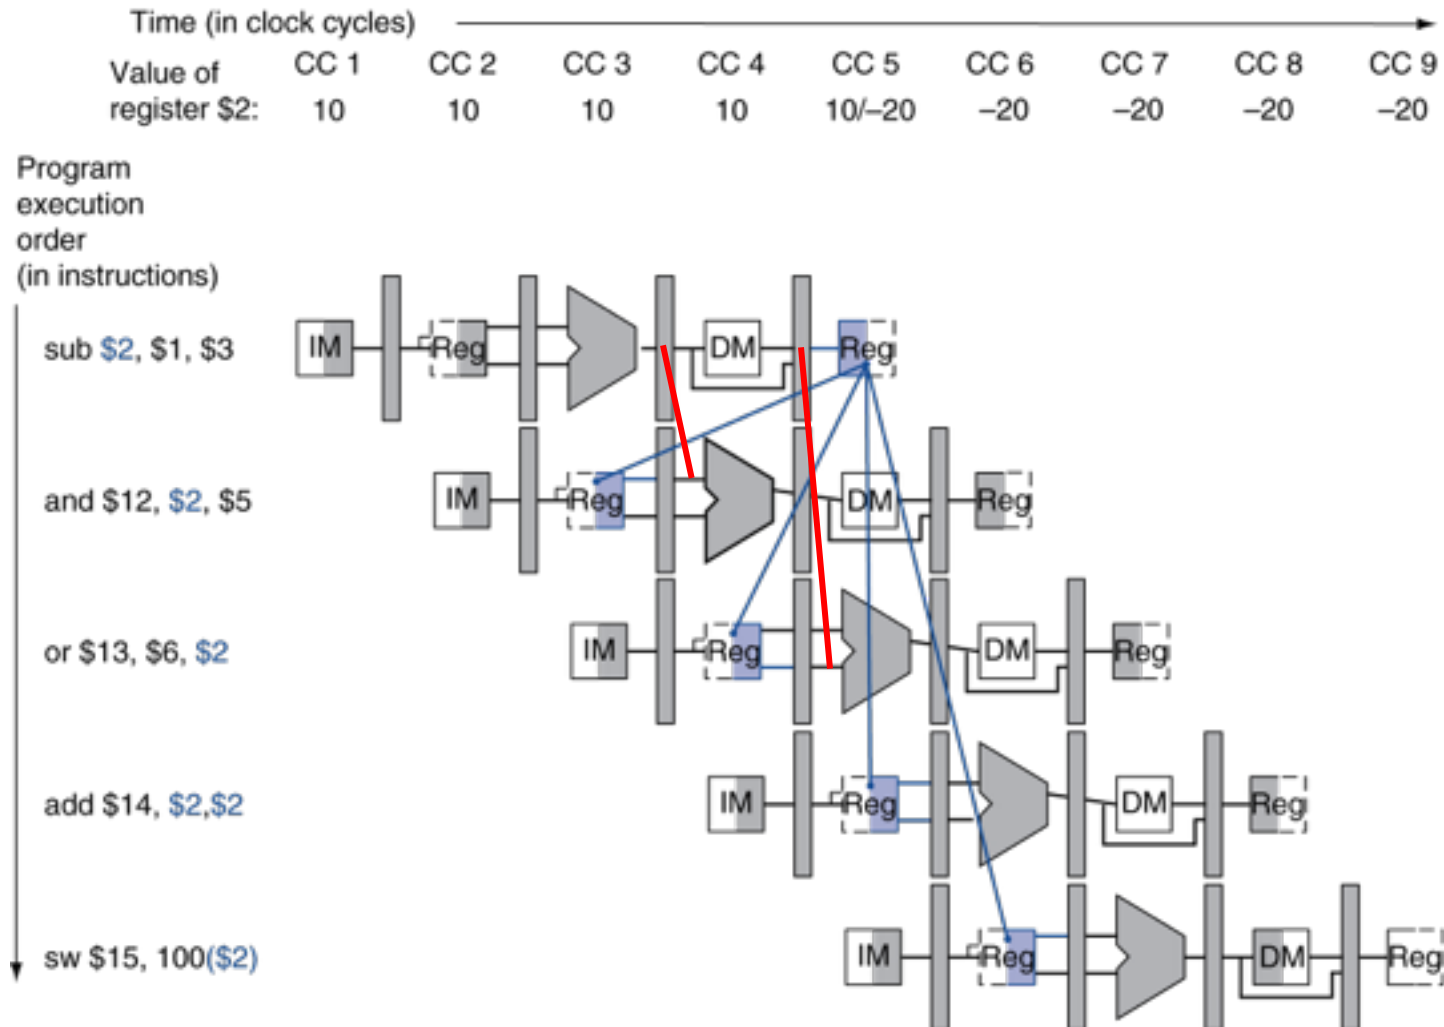 Time (in clock cycles)
CC 1 CC 2 CC 3 CC 4 CC 5 CC 6 CC 7 CC 8 CC 9
Value of
register $2: 10 10 10 10 10/–20 –20 –20 –20 –20
Program
execution
order
(in instructions)
sub $2, $1, $3 IM Reg DM Reg
and $12, $2, $5 IM Reg DM Reg
or $13, $6, $2 IM Reg DM Reg
add $14, $2,$2 IM Reg DM Reg
sw $15, 100($2) IM Reg DM Reg